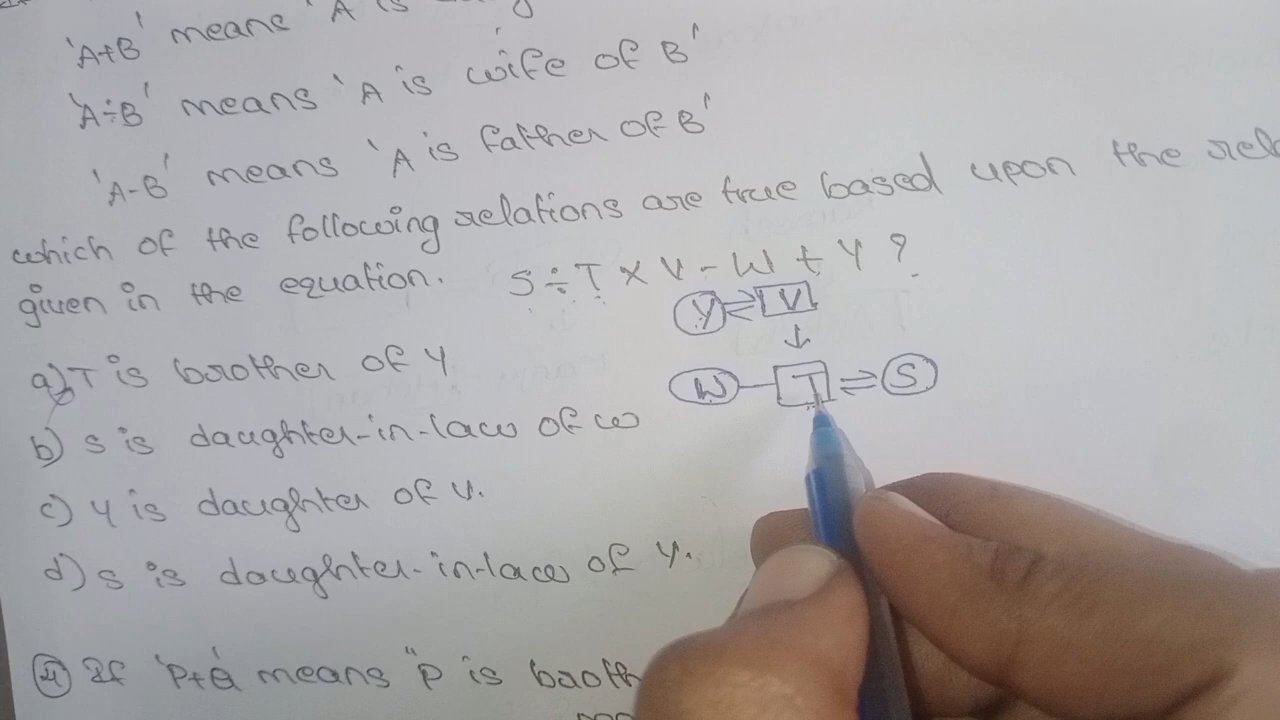 'A+B' means 'A is
'A÷B' means 'A is wife of B'
'A-B' means 'A is father of B'
which of the following relations are true based upon the
given in the equation. S÷T×V-W+Y?
Y ⇌ V
↓
W — T ⇌ S
a) T is brother of Y.
b) S is daughter-in-law of w
c) Y is daughter of V.
d) S is daughter-in-law of Y.
④ If 'P+Q' means "P is